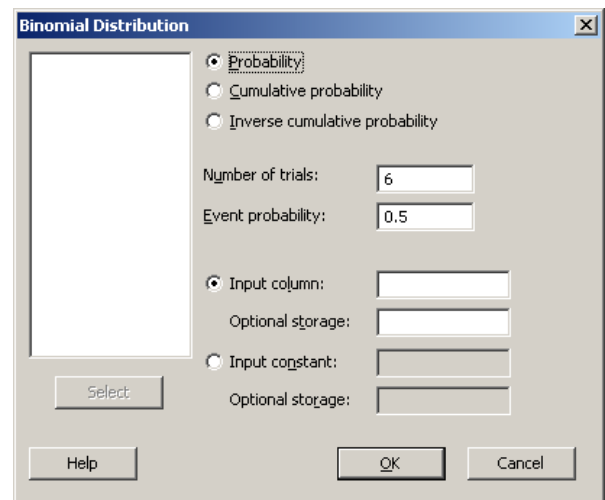 Binomial Distribution
Probability
Cumulative probability
Inverse cumulative probability
Number of trials: 6
Event probability: 0.5
Input column:
Optional storage:
Input constant:
Optional storage:
Select
Help OK Cancel